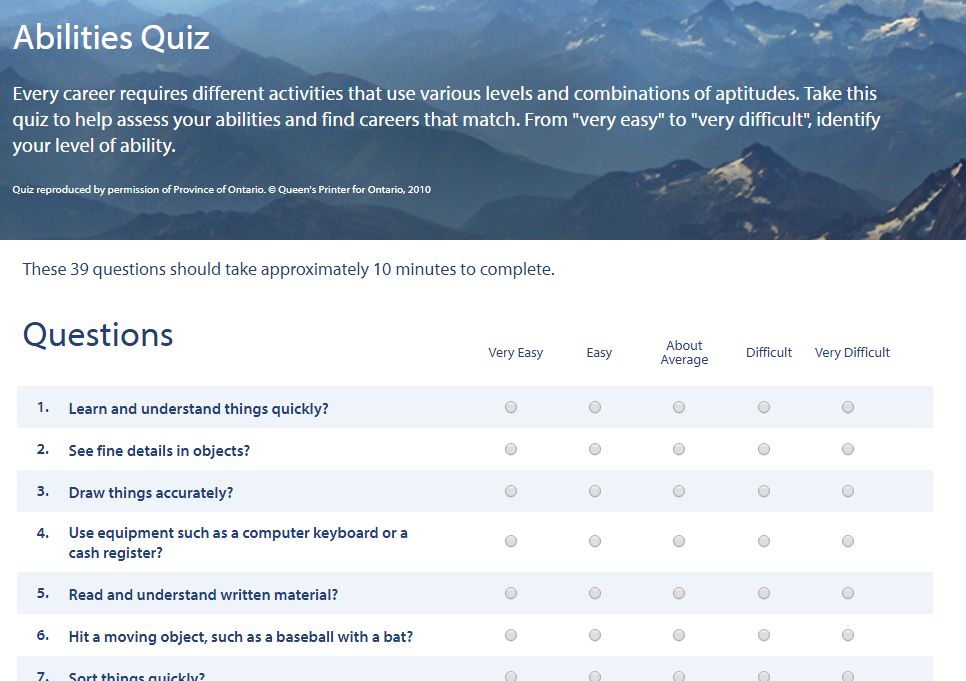 Abilities Quiz
Every career requires different activities that use various levels and combinations of aptitudes. Take this
quiz to help assess your abilities and find careers that match. From "very easy" to "very difficult", identify
your level of ability.
Quiz reproduced by permission of Province of Ontario. © Queen's Printer for Ontario, 2010
These 39 questions should take approximately 10 minutes to complete.
Questions
Very Easy
Easy
About
Average
Difficult
Very Difficult
1. Learn and understand things quickly?
2. See fine details in objects?
3. Draw things accurately?
4. Use equipment such as a computer keyboard or a
cash register?
5. Read and understand written material?
6. Hit a moving object, such as a baseball with a bat?
7. Sort things quickly?